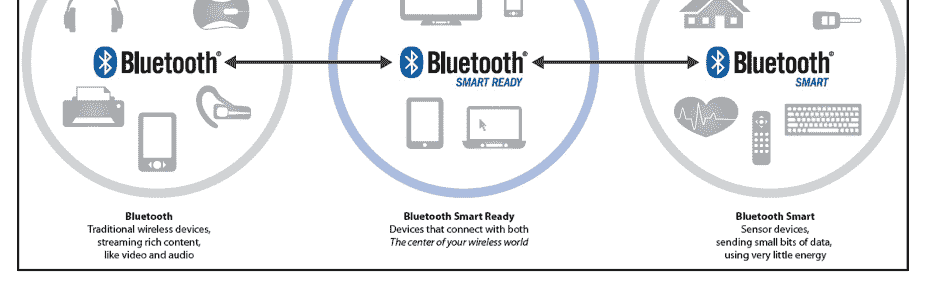 Bluetooth®
Bluetooth®
SMART READY
Bluetooth®
SMART
Bluetooth
Traditional wireless devices,
streaming rich content,
like video and audio
Bluetooth Smart Ready
Devices that connect with both
The center of your wireless world
Bluetooth Smart
Sensor devices,
sending small bits of data,
using very little energy